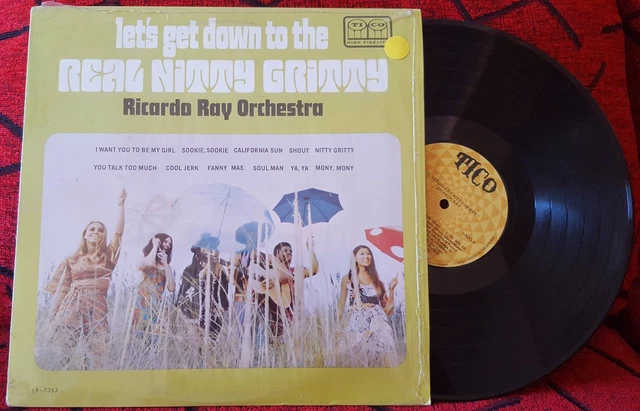 let's get down to the
REAL NITTY GRITTY
Ricardo Ray Orchestra
TICO
HIGH FIDELITY
I WANT YOU TO BE MY GIRL SOOKIE, SOOKIE CALIFORNIA SUN SHOUT NITTY GRITTY
YOU TALK TOO MUCH COOL JERK FANNY MAE SOUL MAN YA, YA MONY, MONY
LP-7382
TICO